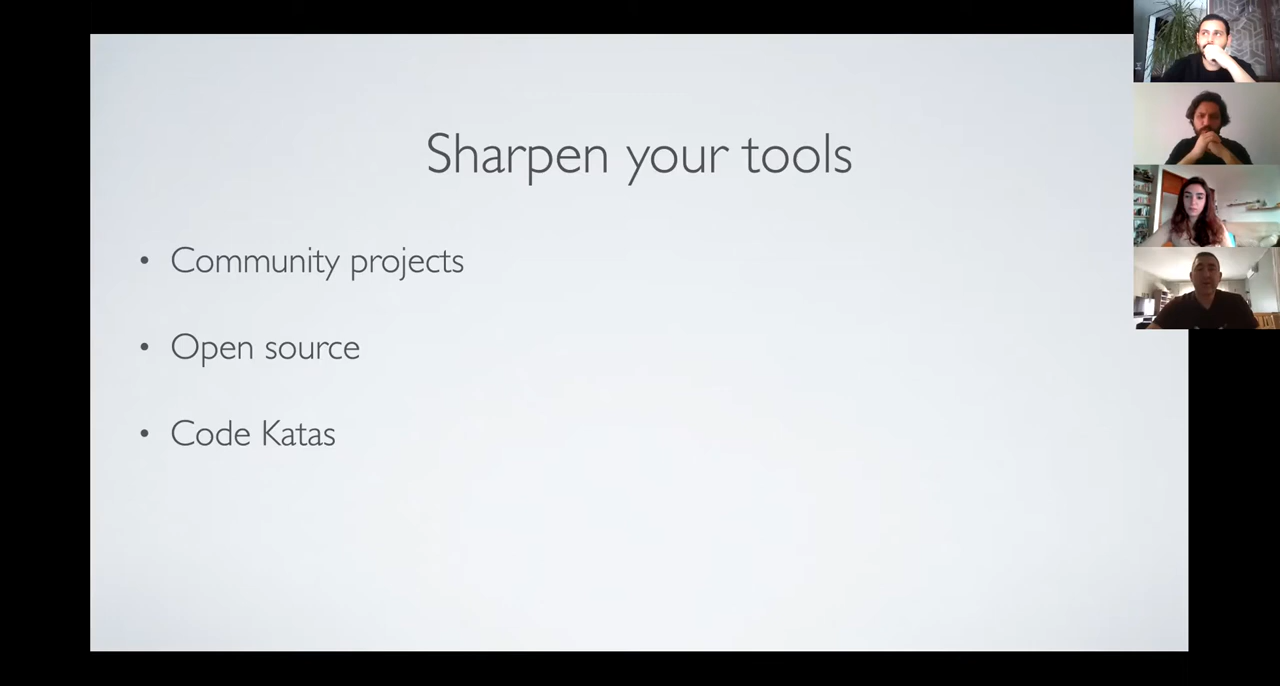 Sharpen your tools
• Community projects
• Open source
• Code Katas